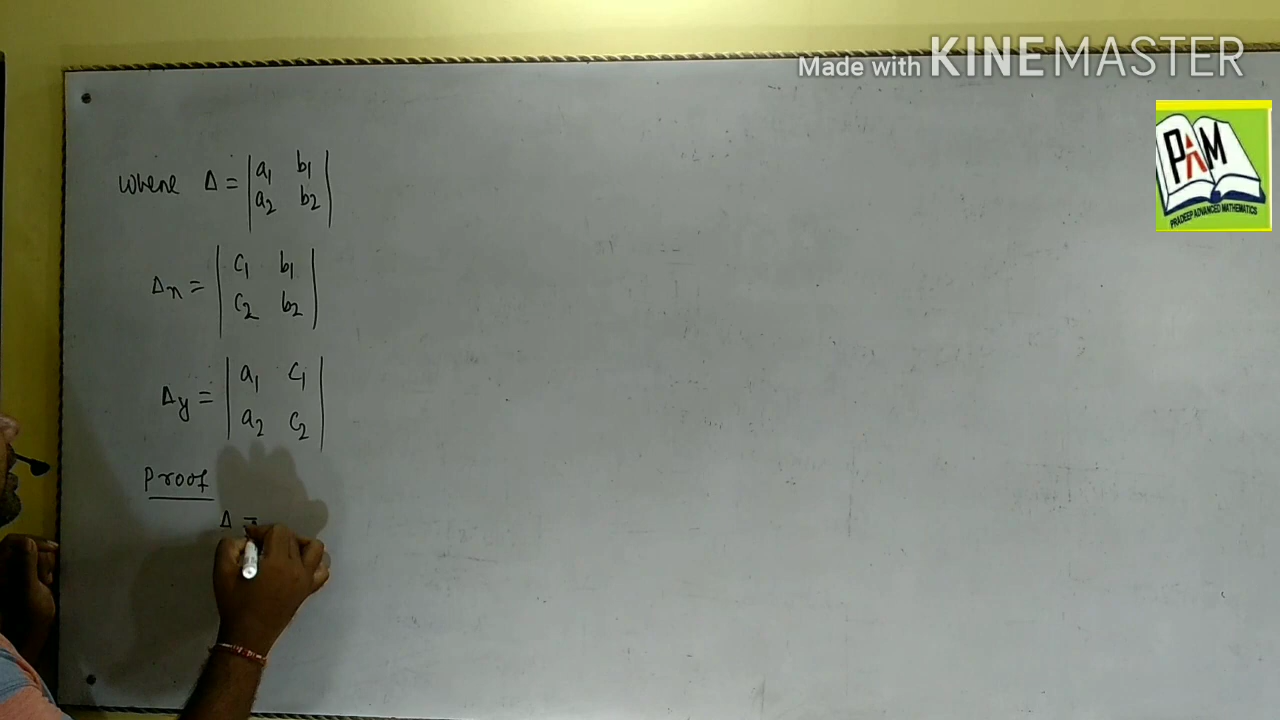 Made with KINEMASTER
PAM
PRADEEP ADVANCED MATHEMATICS
where Δ = | a₁ b₁ |
| a₂ b₂ |
Δx = | c₁ b₁ |
| c₂ b₂ |
Δy = | a₁ c₁ |
| a₂ c₂ |
Proof
Δ =